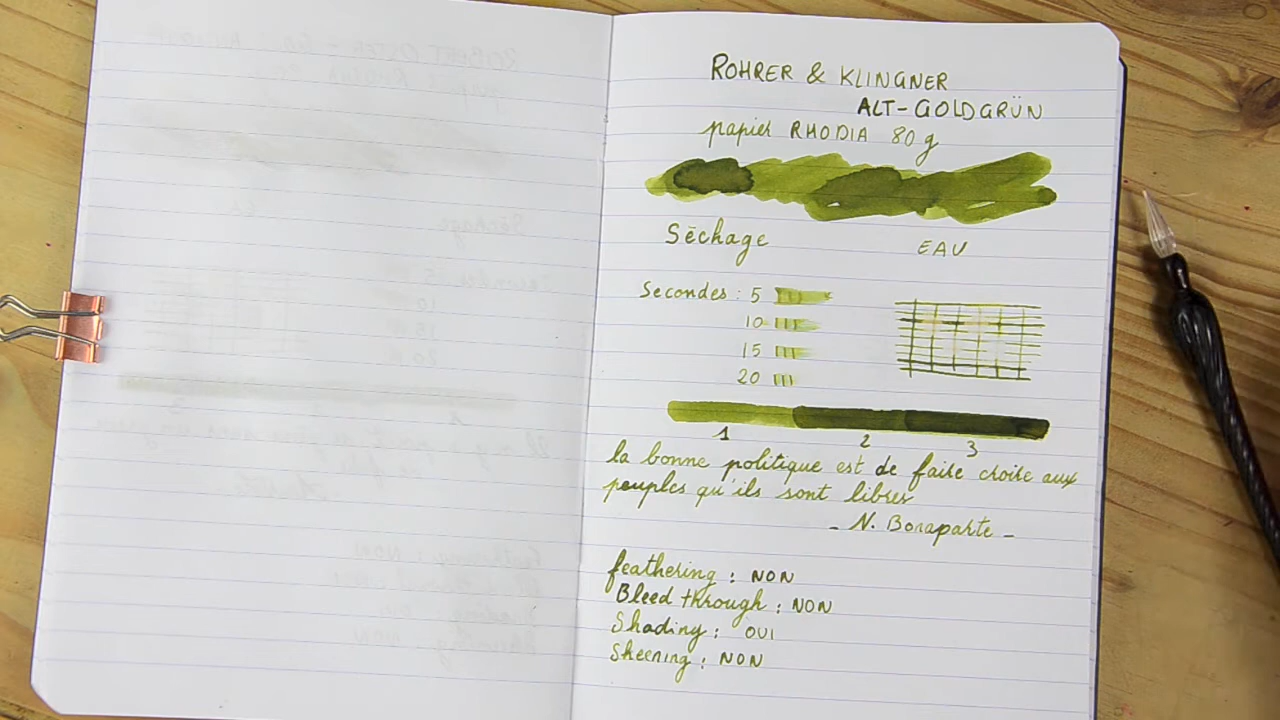 ROHRER & KLINGNER
ALT-GOLDGRÜN
papier RHODIA 80g
Séchage
EAU
Secondes : 5
10
15
20
1 2 3
la bonne politique est de faire croire aux
peuples qu'ils sont libres
- N. Bonaparte -
feathering : NON
Bleed through : NON
Shading : OUI
Sheening : NON